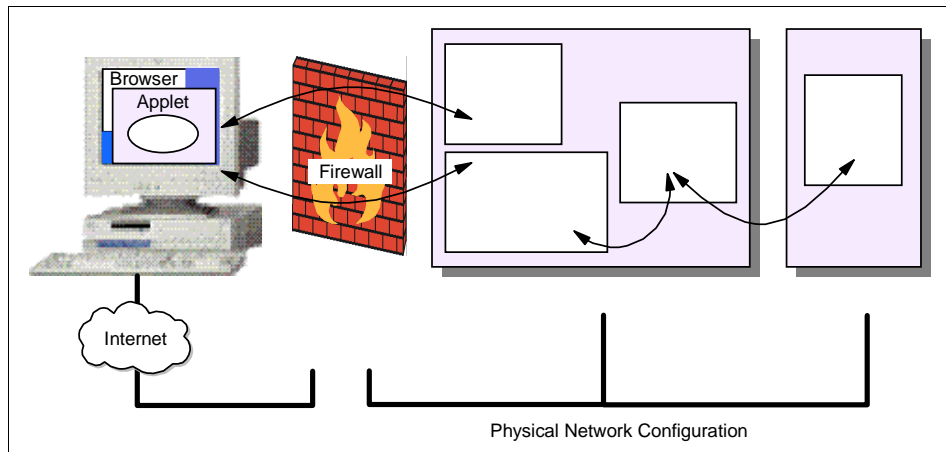 Browser
Applet
Firewall
Internet
Physical Network Configuration